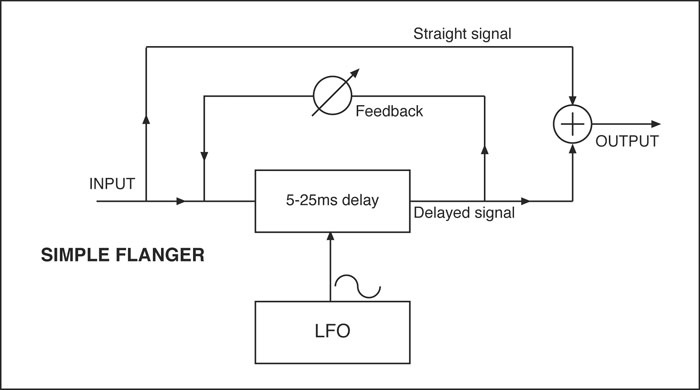 Straight signal
Feedback
OUTPUT
INPUT
5-25ms delay
Delayed signal
SIMPLE FLANGER
LFO